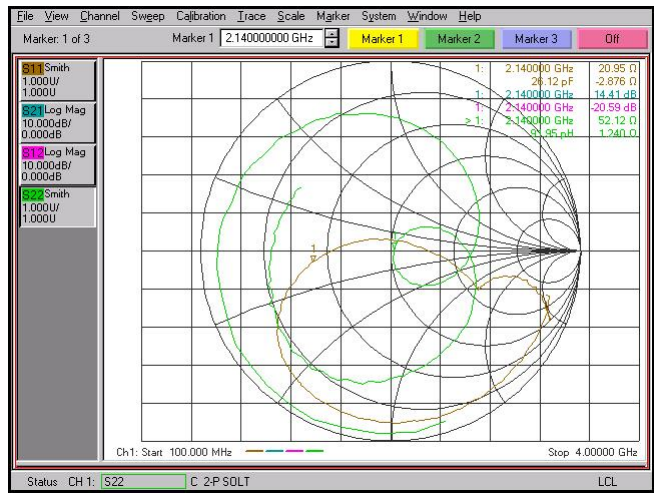 File View Channel Sweep Calibration Trace Scale Marker System Window Help
Marker: 1 of 3 Marker 1 2.140000000 GHz Marker 1 Marker 2 Marker 3 Off
S11 Smith
1.000U/
1.000U
S21 Log Mag
10.000dB/
0.000dB
S12 Log Mag
10.000dB/
0.000dB
S22 Smith
1.000U/
1.000U
1: 2.140000 GHz 20.95 Ω
26.12 pF -2.876 Ω
1: 2.140000 GHz 14.41 dB
1: 2.140000 GHz -20.59 dB
> 1: 2.140000 GHz 52.12 Ω
pH 1.240 Ω
1
1
Ch1: Start 100.000 MHz Stop 4.00000 GHz
Status CH 1: S22 C 2-P SOLT LCL